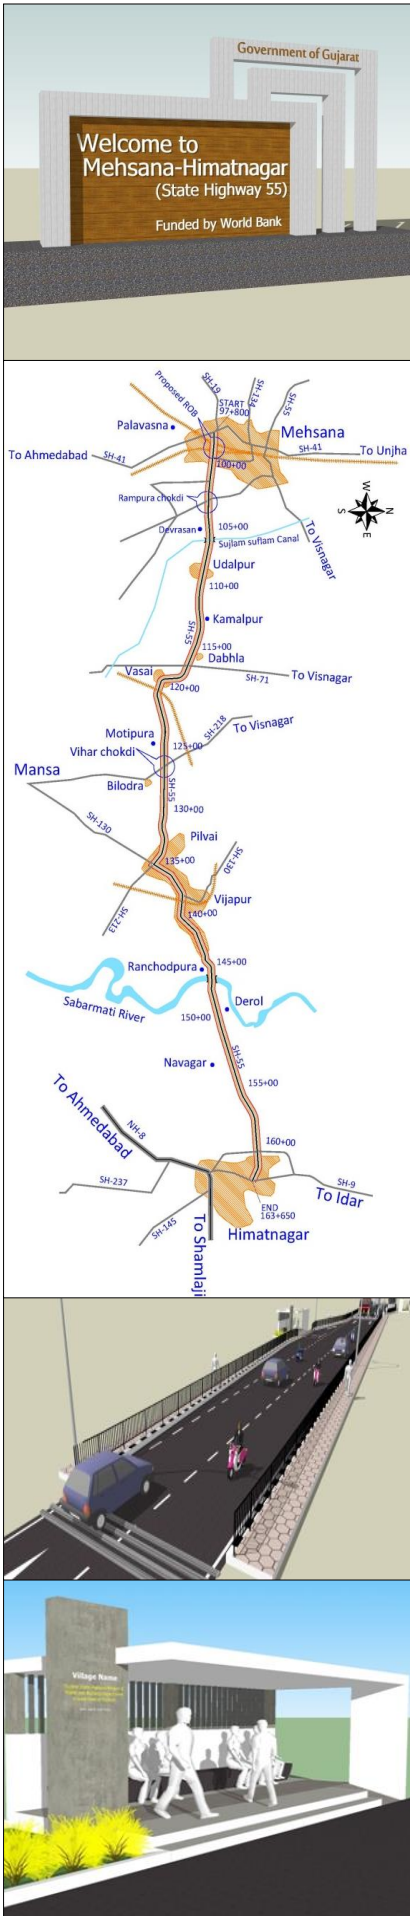 Government of Gujarat
Welcome to
Mehsana-Himatnagar
(State Highway 55)
Funded by World Bank
Proposed ROB
SH-19
START
97+800
SH-134
SH-55
Palavasna
Mehsana
To Ahmedabad
SH-41
SH-41
To Unjha
100+00
Rampura chokdi
W
S
N
E
Devrasan
105+00
Sujlam suflam Canal
To Visnagar
Udalpur
110+00
Kamalpur
SH-55
115+00
Dabhla
Vasai
SH-71
To Visnagar
120+00
SH-218
To Visnagar
Motipura
125+00
Vihar chokdi
Mansa
SH-55
Bilodra
130+00
SH-130
Pilvai
135+00
SH-130
Vijapur
SH-213
140+00
Ranchodpura
145+00
Sabarmati River
Derol
150+00
SH-55
Navagar
155+00
To Ahmedabad
NH-8
160+00
SH-237
SH-9
To Idar
END
163+650
SH-145
To Shamlaji
Himatnagar
Village Name